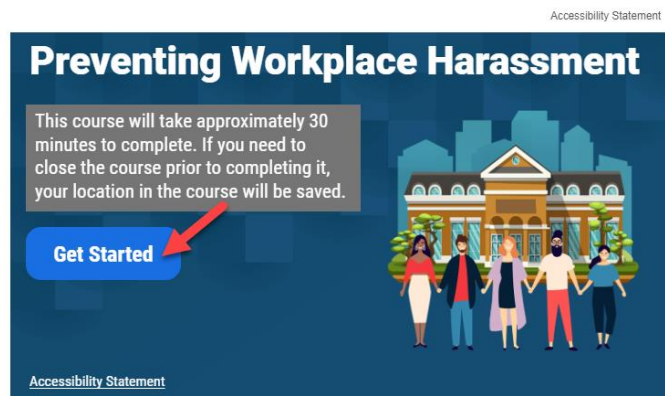 Accessibility Statement
Preventing Workplace Harassment
This course will take approximately 30
minutes to complete. If you need to
close the course prior to completing it,
your location in the course will be saved.
Get Started
Accessibility Statement